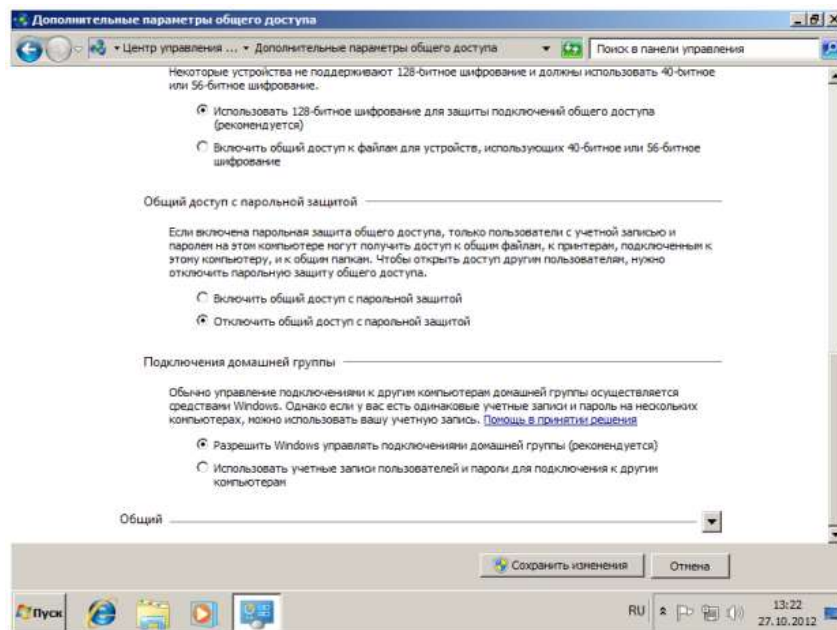 Дополнительные параметры общего доступа
Центр управления ... Дополнительные параметры общего доступа
Поиск в панели управления
Некоторые устройства не поддерживают 128-битное шифрование и должны использовать 40-битное
или 56-битное шифрование.
Использовать 128-битное шифрование для защиты подключений общего доступа
(рекомендуется)
Включить общий доступ к файлам для устройств, использующих 40-битное или 56-битное
шифрование
Общий доступ с парольной защитой
Если включена парольная защита общего доступа, только пользователи с учетной записью и
паролем на этом компьютере могут получить доступ к общим файлам, к принтерам, подключенным к
этому компьютеру, и к общим папкам. Чтобы открыть доступ другим пользователям, нужно
отключить парольную защиту общего доступа.
Включить общий доступ с парольной защитой
Отключить общий доступ с парольной защитой
Подключения домашней группы
Обычно управление подключениями к другим компьютерам домашней группы осуществляется
средствами Windows. Однако если у вас есть одинаковые учетные записи и пароль на нескольких
компьютерах, можно использовать вашу учетную запись. Помощь в принятии решения
Разрешить Windows управлять подключениями домашней группы (рекомендуется)
Использовать учетные записи пользователей и пароли для подключения к другим
компьютерам
Общий
Сохранить изменения
Отмена
Пуск
RU
13:22
27.10.2012